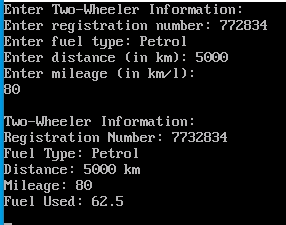 Enter Two-Wheeler Information:
Enter registration number: 772834
Enter fuel type: Petrol
Enter distance (in km): 5000
Enter mileage (in km/l):
80
Two-Wheeler Information:
Registration Number: 7732834
Fuel Type: Petrol
Distance: 5000 km
Mileage: 80
Fuel Used: 62.5